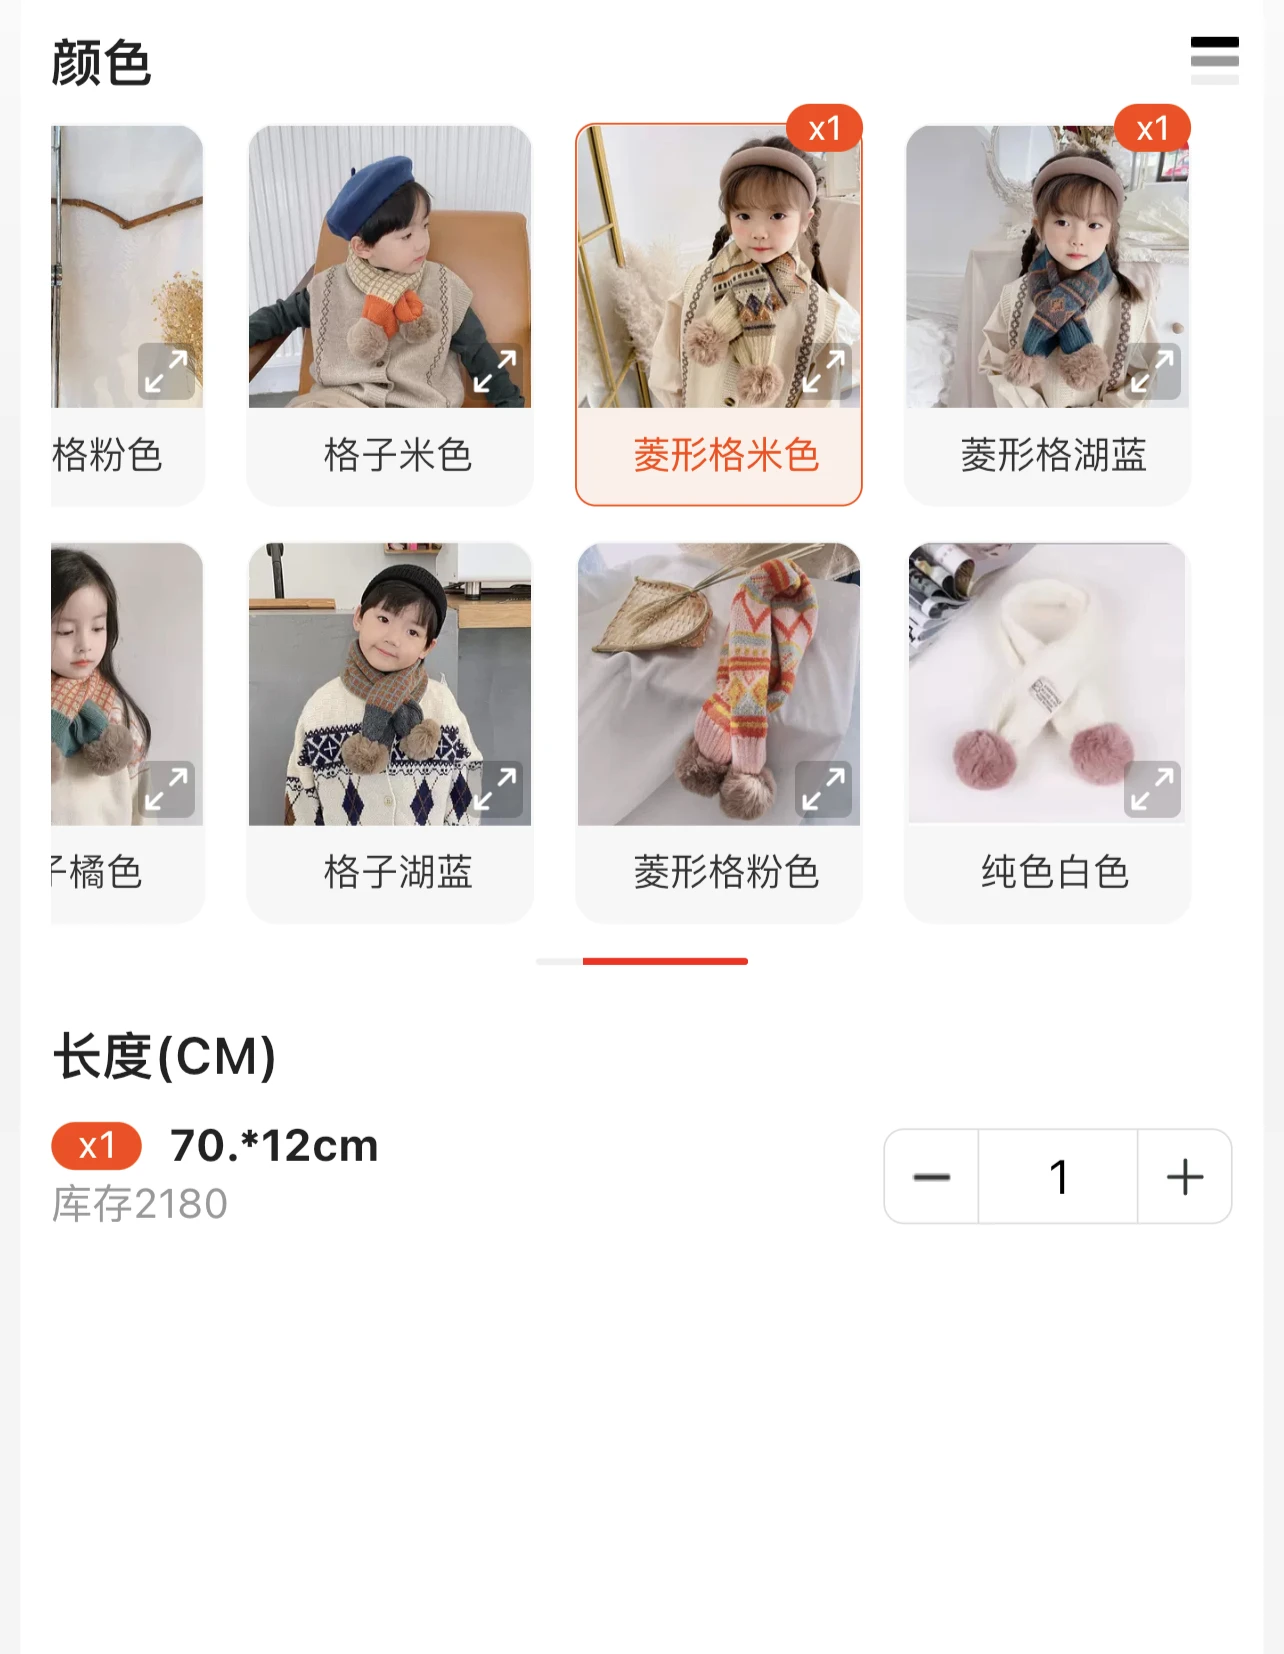 颜色
x1
x1
格粉色
格子米色
菱形格米色
菱形格湖蓝
子橘色
格子湖蓝
菱形格粉色
纯色白色
长度(CM)
x1 70.*12cm
库存2180
1